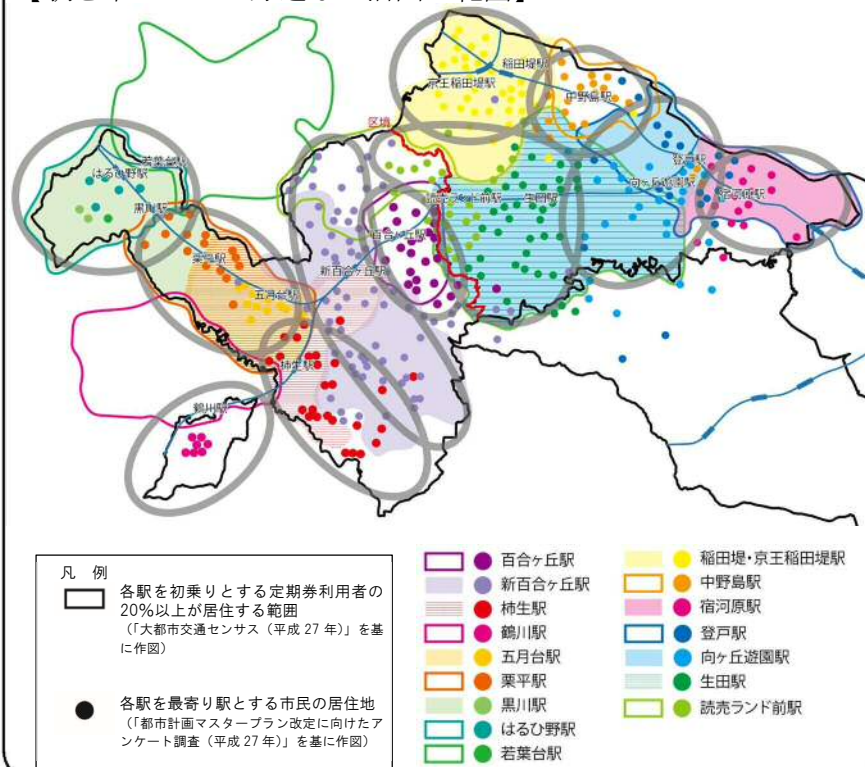 稲田堤駅
京王稲田堤駅
中野島駅
区境
登戸駅
若葉台駅
はるひ野駅
向ヶ丘遊園駅
宿河原駅
読売ランド前駅
生田駅
黒川駅
百合ヶ丘駅
栗平駅
新百合ヶ丘駅
五月台駅
柿生駅
鶴川駅
凡 例
各駅を初乗りとする定期券利用者の
20%以上が居住する範囲
(「大都市交通センサス(平成 27 年)」を基
に作図)
各駅を最寄り駅とする市民の居住地
(「都市計画マスタープラン改定に向けたア
ンケート調査(平成 27 年)」を基に作図)
百合ヶ丘駅
新百合ヶ丘駅
柿生駅
鶴川駅
五月台駅
栗平駅
黒川駅
はるひ野駅
若葉台駅
稲田堤・京王稲田堤駅
中野島駅
宿河原駅
登戸駅
向ヶ丘遊園駅
生田駅
読売ランド前駅